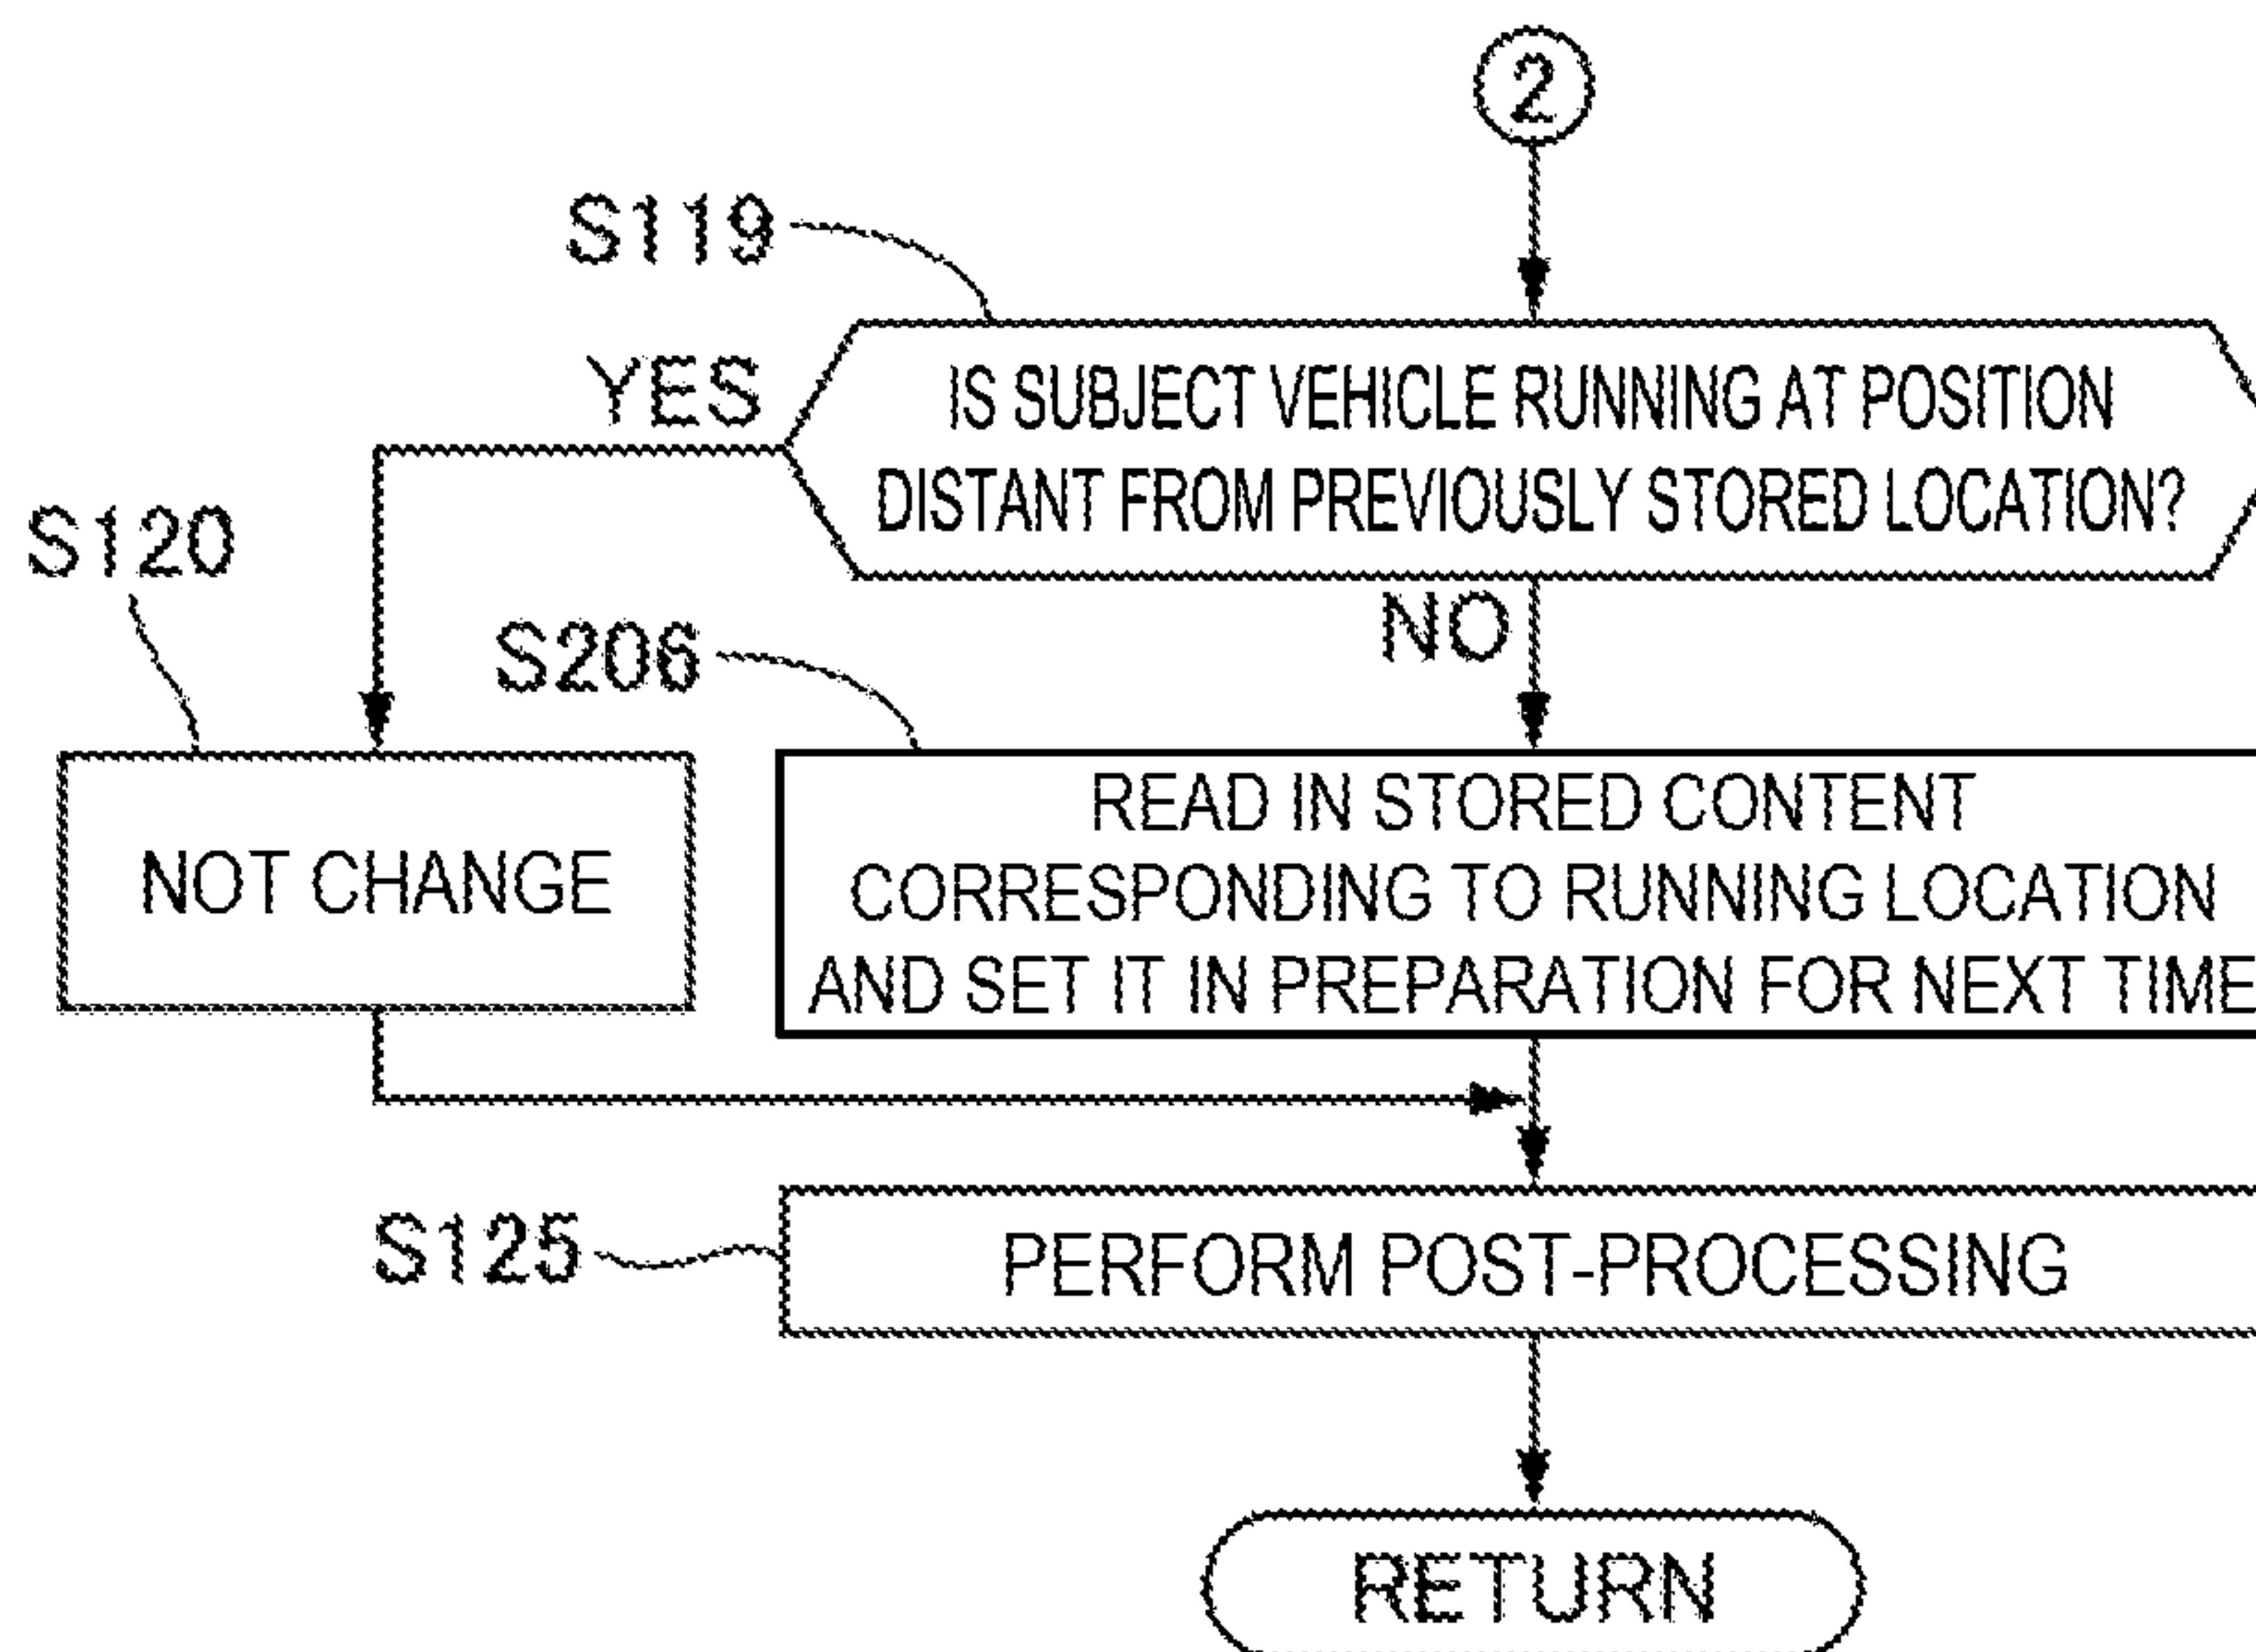 2
S119
YES
IS SUBJECT VEHICLE RUNNING AT POSITION
DISTANT FROM PREVIOUSLY STORED LOCATION?
S120
NO
S206
NOT CHANGE
READ IN STORED CONTENT
CORRESPONDING TO RUNNING LOCATION
AND SET IT IN PREPARATION FOR NEXT TIME
S125
PERFORM POST-PROCESSING
RETURN